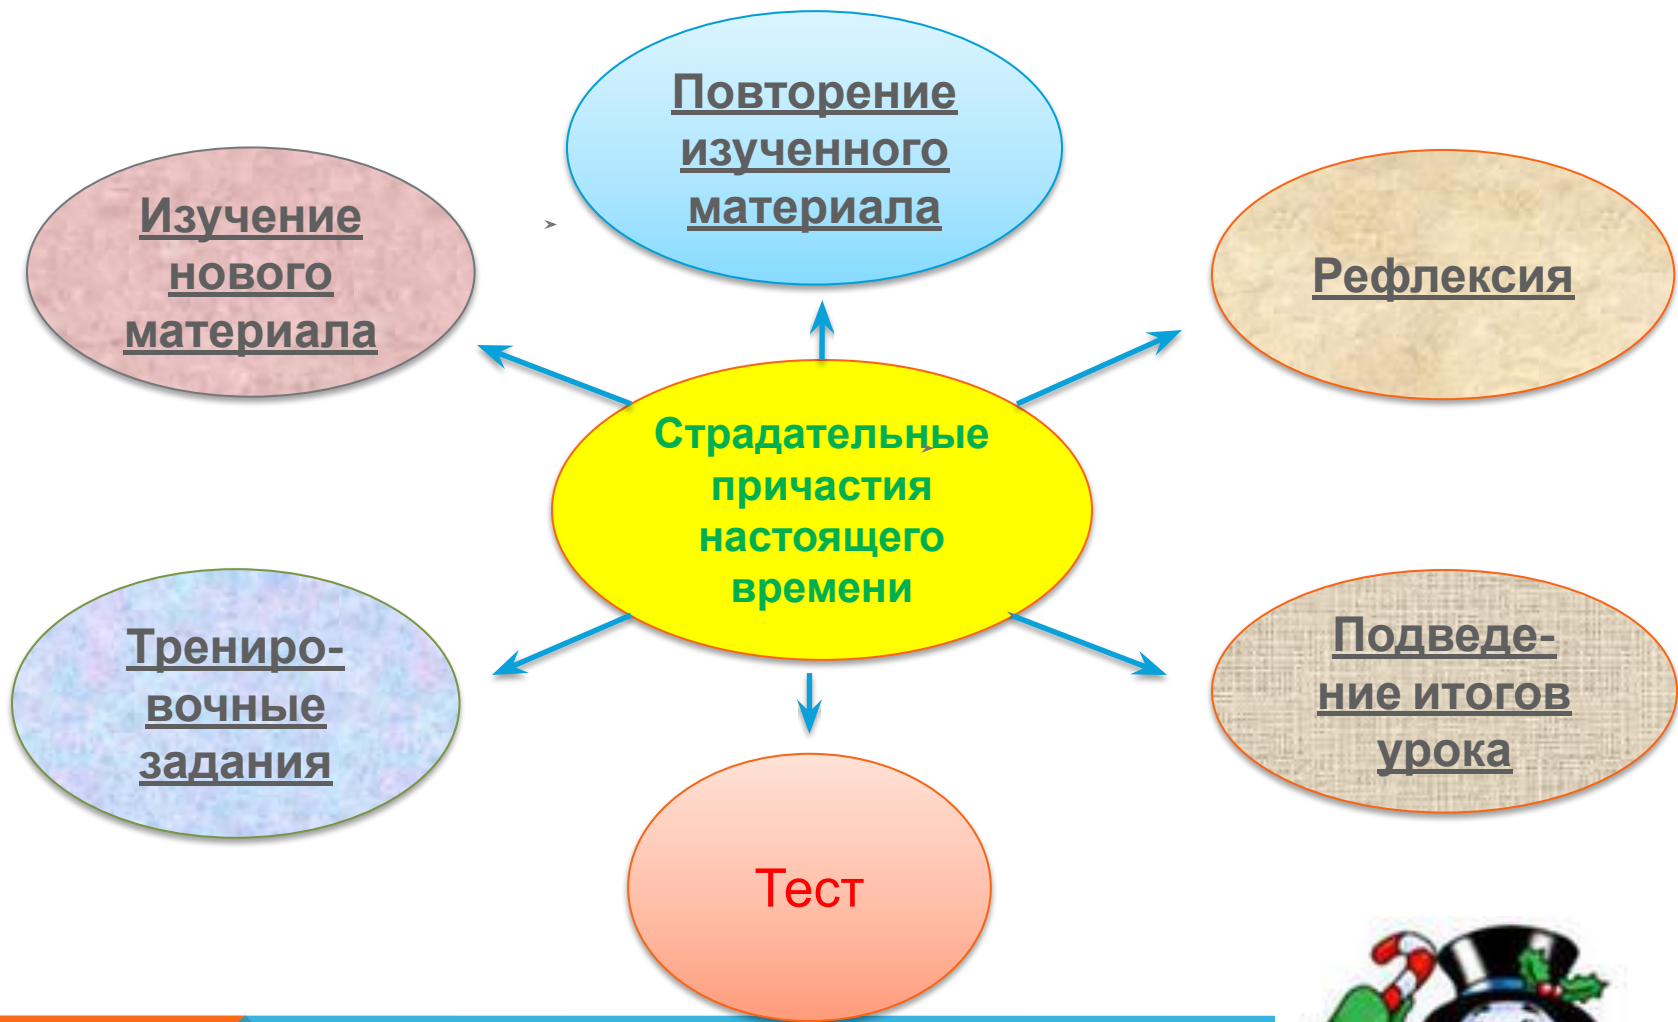 Повторение
изученного
материала
Изучение
нового
материала
Рефлексия
Страдательные
причастия
настоящего
времени
Трениро-
вочные
задания
Подведе-
ние итогов
урока
Тест